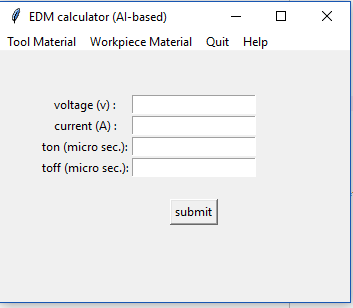 EDM calculator (AI-based)
Tool Material Workpiece Material Quit Help
voltage (v) :
current (A) :
ton (micro sec.):
toff (micro sec.):
submit